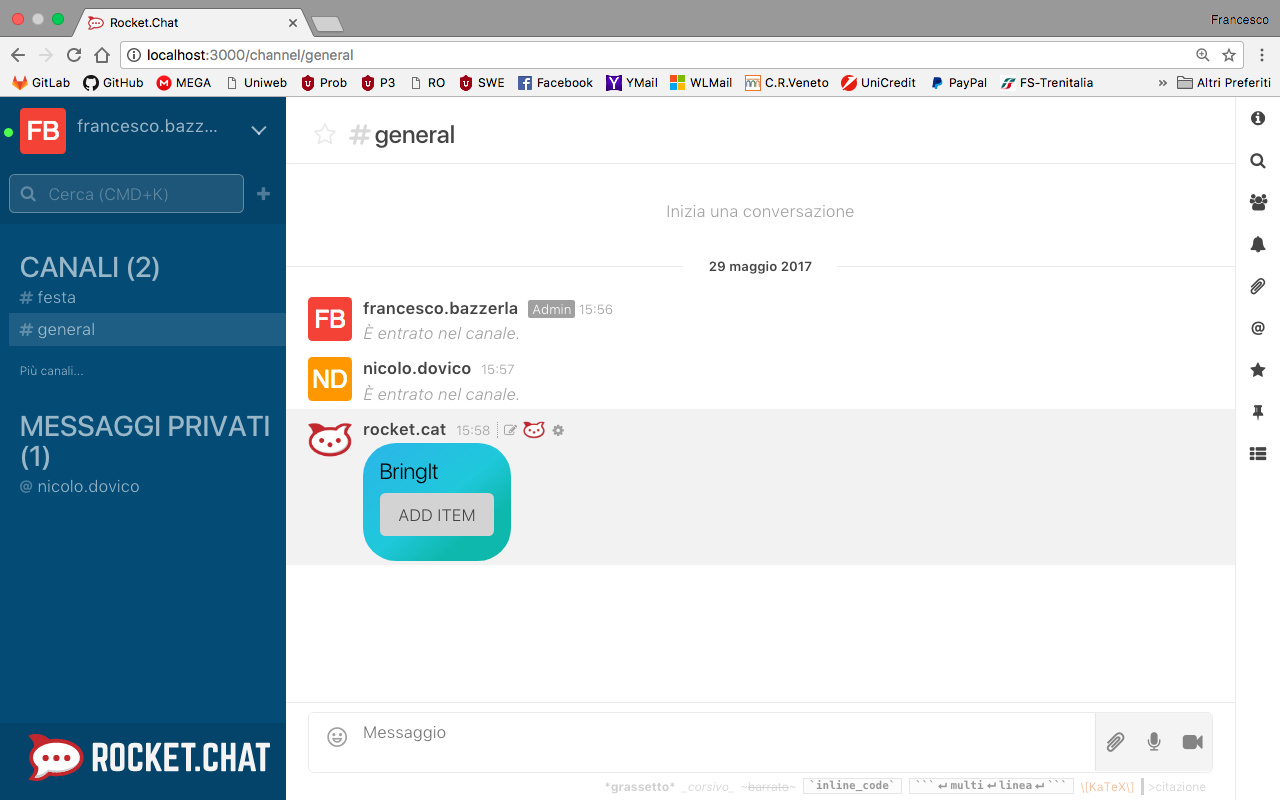 Rocket.Chat
Francesco
localhost:3000/channel/general
GitLab GitHub MEGA Uniweb Prob P3 RO SWE Facebook YMail WLMail C.R.Veneto UniCredit PayPal FS-Trenitalia » Altri Preferiti
FB francesco.bazz...
Cerca (CMD+K)
CANALI (2)
# festa
# general
Più canali...
MESSAGGI PRIVATI
(1)
@ nicolo.dovico
ROCKET.CHAT
#general
Inizia una conversazione
29 maggio 2017
FB francesco.bazzerla Admin 15:56
È entrato nel canale.
ND nicolo.dovico 15:57
È entrato nel canale.
rocket.cat 15:58
BringIt
ADD ITEM
Messaggio
*grassetto* _corsivo_ ~barrato~ `inline_code` ```↵multi↵linea↵``` \[KaTeX\] >citazione